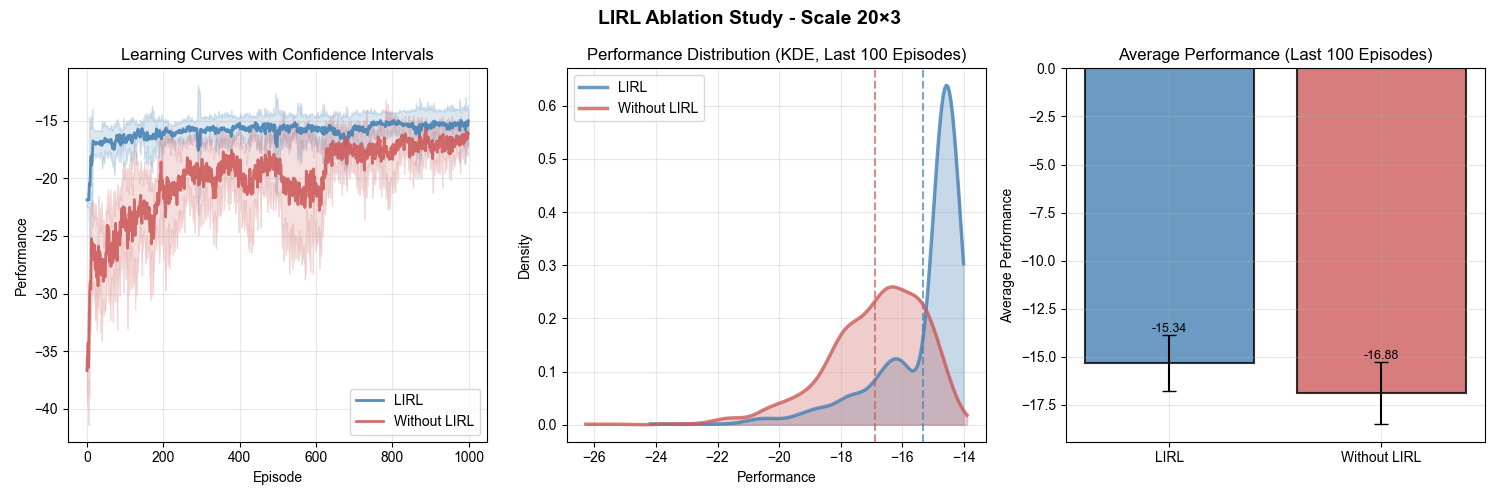 LIRL Ablation Study - Scale 20×3
Learning Curves with Confidence Intervals
Performance
−15
−20
−25
−30
−35
−40
0
200
400
600
800
1000
Episode
LIRL
Without LIRL
Performance Distribution (KDE, Last 100 Episodes)
LIRL
Without LIRL
Density
0.6
0.5
0.4
0.3
0.2
0.1
0.0
−26
−24
−22
−20
−18
−16
−14
Performance
Average Performance (Last 100 Episodes)
Average Performance
0.0
−2.5
−5.0
−7.5
−10.0
−12.5
−15.0
−17.5
-15.34
-16.88
LIRL
Without LIRL